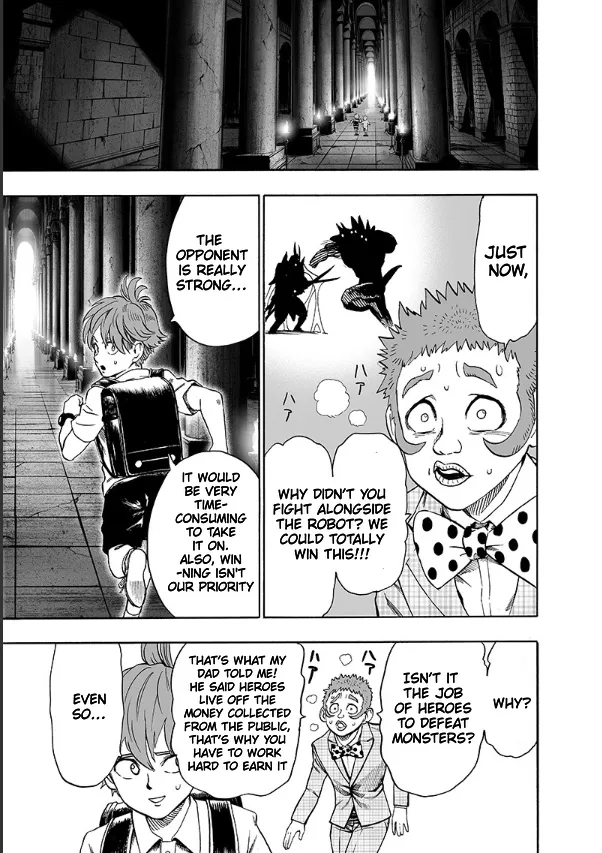 JUST
NOW,
ハア
ハア
WHY DIDN'T YOU
FIGHT ALONGSIDE
THE ROBOT? WE
COULD TOTALLY
WIN THIS!!!
THE
OPPONENT
IS REALLY
STRONG...
IT WOULD
BE VERY
TIME-
CONSUMING
TO TAKE
IT ON.
ALSO, WIN
-NING ISN'T
OUR PRIORITY
WHY?
ISN'T IT
THE JOB
OF HEROES
TO DEFEAT
MONSTERS?
ハア
ハア
THAT'S WHAT MY
DAD TOLD ME!
HE SAID HEROES
LIVE OFF THE
MONEY COLLECTED
FROM THE PUBLIC,
THAT'S WHY YOU
HAVE TO WORK
HARD TO EARN IT
EVEN
SO...